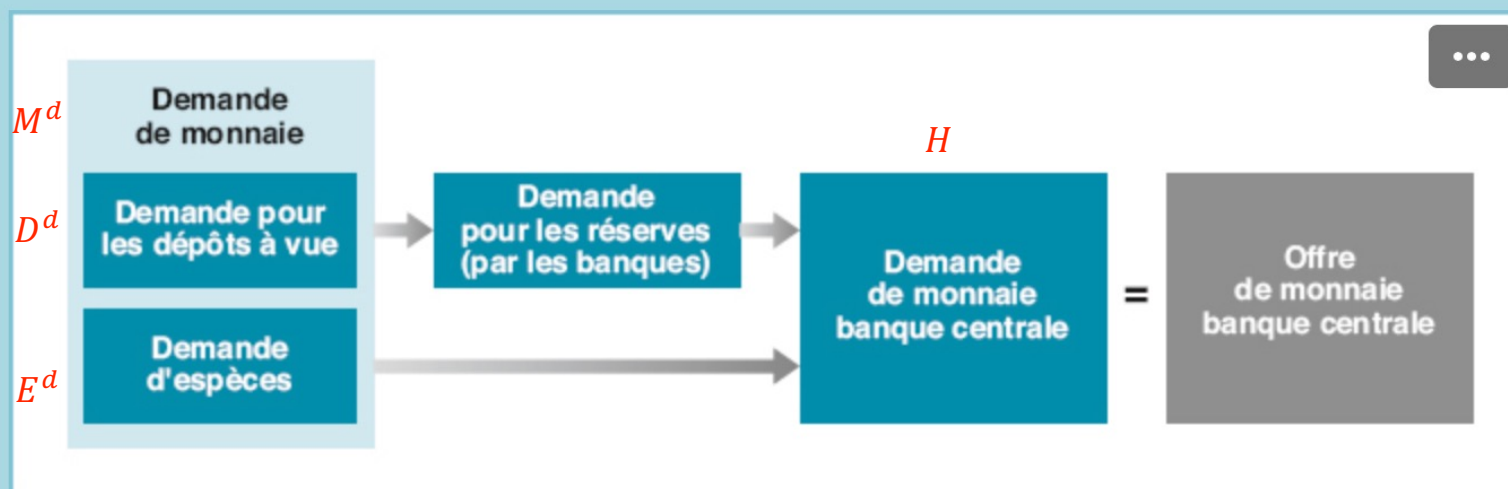 M^d
Demande
de monnaie
D^d
Demande pour
les dépôts à vue
E^d
Demande
d'espèces
Demande
pour les réserves
(par les banques)
H
Demande
de monnaie
banque centrale
=
Offre
de monnaie
banque centrale